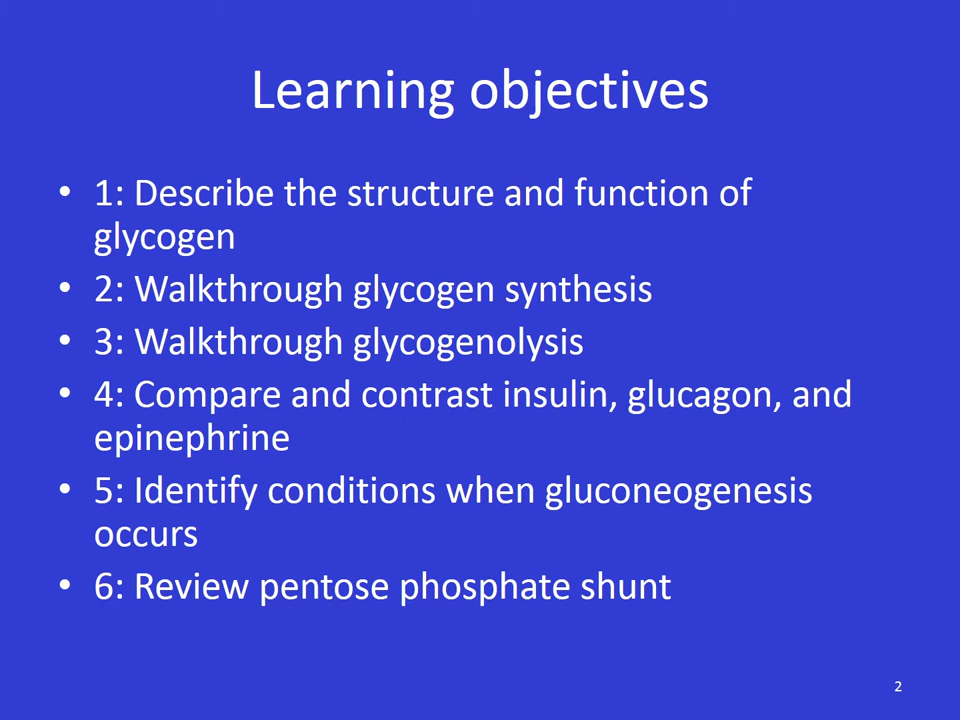 Learning objectives
• 1: Describe the structure and function of
glycogen
• 2: Walkthrough glycogen synthesis
• 3: Walkthrough glycogenolysis
• 4: Compare and contrast insulin, glucagon, and
epinephrine
• 5: Identify conditions when gluconeogenesis
occurs
• 6: Review pentose phosphate shunt
2